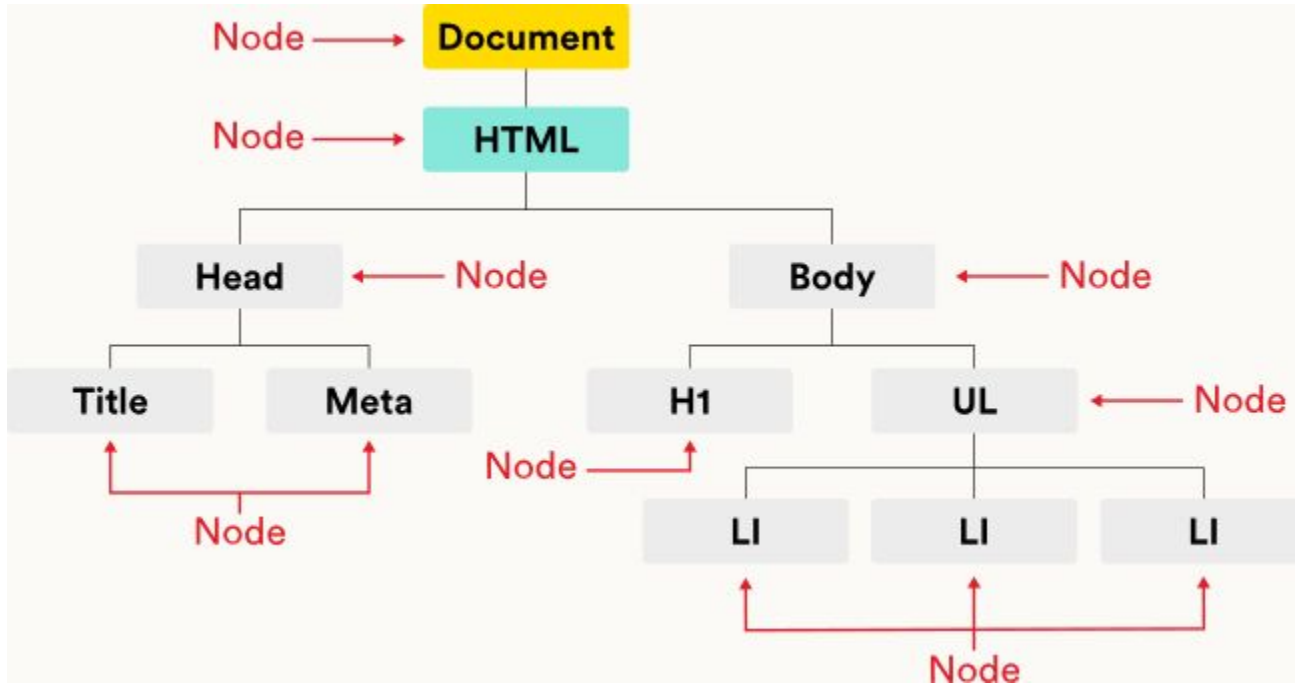 Node
Document
Node
HTML
Head
Node
Body
Node
Title
Meta
H1
UL
Node
Node
Node
LI
LI
LI
Node